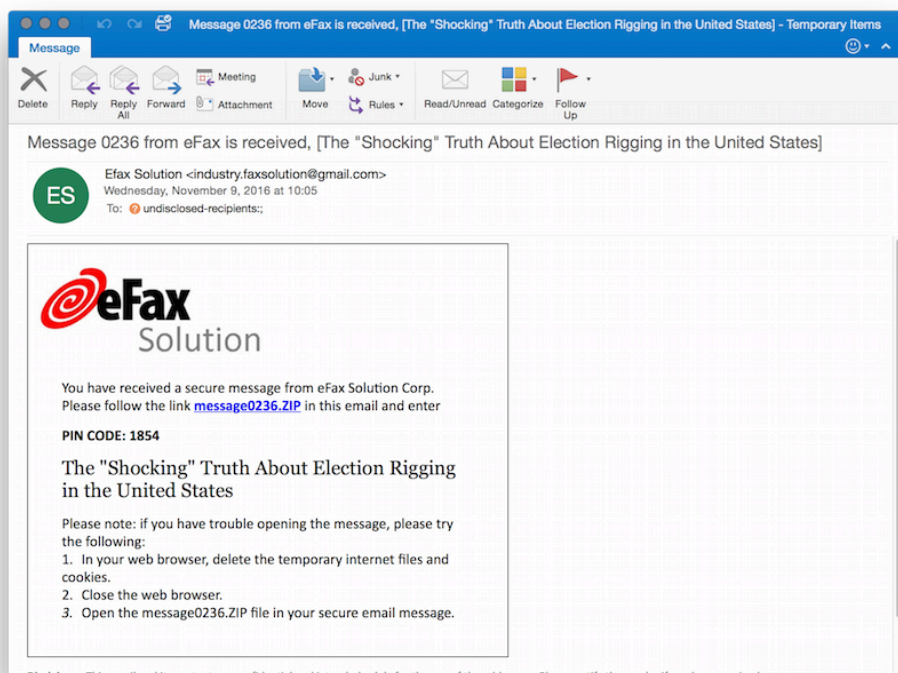 Message 0236 from eFax is received, [The "Shocking" Truth About Election Rigging in the United States] - Temporary Items
Message
Delete
Reply
Reply All
Forward
Meeting
Attachment
Move
Junk
Rules
Read/Unread
Categorize
Follow Up
Message 0236 from eFax is received, [The "Shocking" Truth About Election Rigging in the United States]
ES
Efax Solution <industry.faxsolution@gmail.com>
Wednesday, November 9, 2016 at 10:05
To: ? undisclosed-recipients:;
eFax
Solution
You have received a secure message from eFax Solution Corp.
Please follow the link message0236.ZIP in this email and enter
PIN CODE: 1854
The "Shocking" Truth About Election Rigging
in the United States
Please note: if you have trouble opening the message, please try
the following:
1. In your web browser, delete the temporary internet files and
cookies.
2. Close the web browser.
3. Open the message0236.ZIP file in your secure email message.